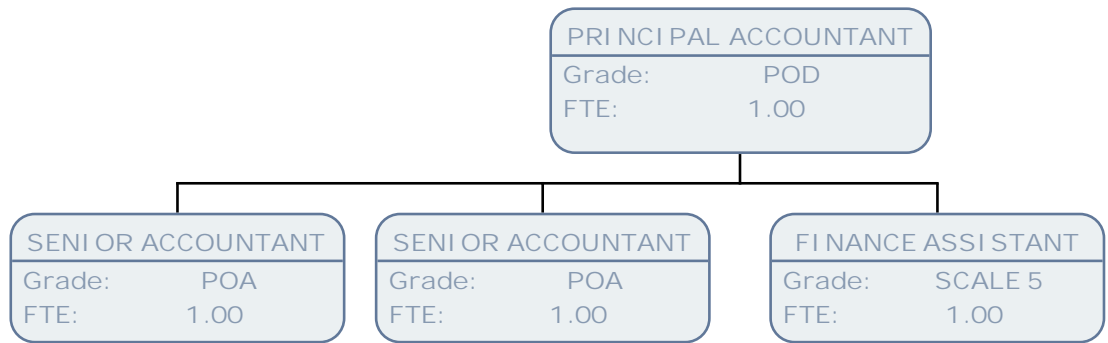 PRINCIPAL ACCOUNTANT
Grade: POD
FTE: 1.00
SENIOR ACCOUNTANT
Grade: POA
FTE: 1.00
SENIOR ACCOUNTANT
Grade: POA
FTE: 1.00
FINANCE ASSISTANT
Grade: SCALE 5
FTE: 1.00